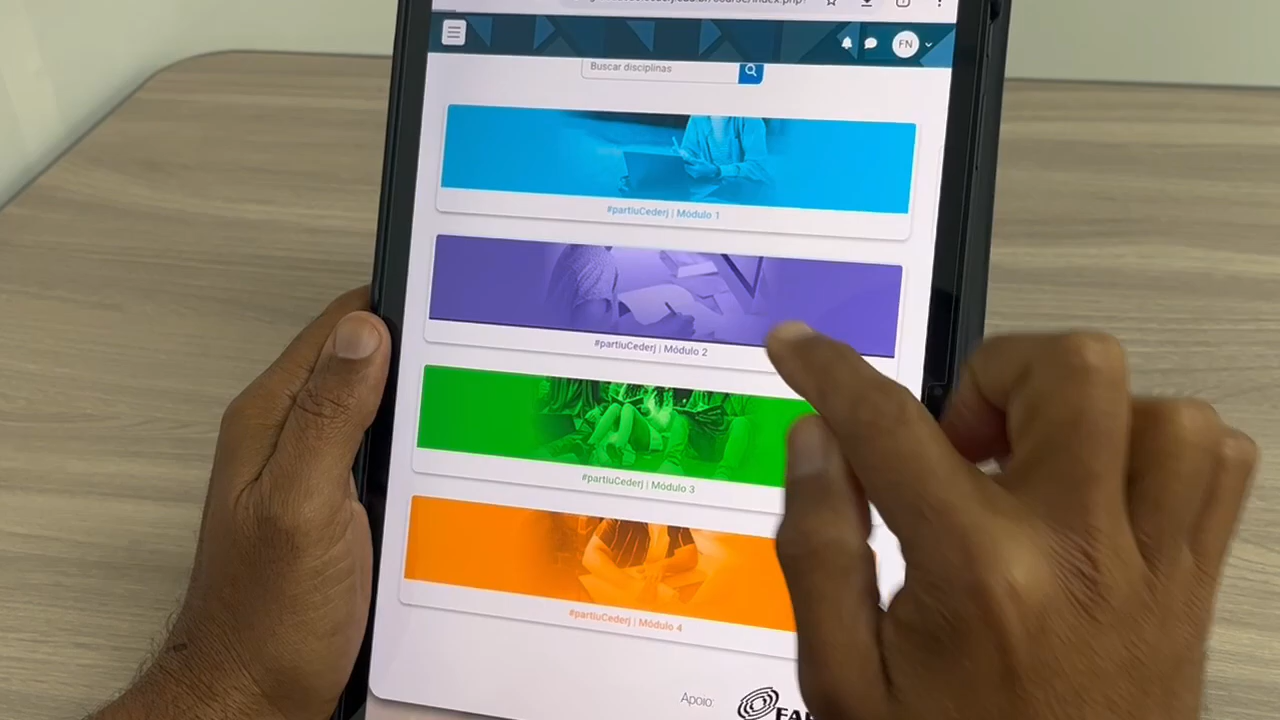 FN
Buscar disciplinas
#partiuCederj | Módulo 1
#partiuCederj | Módulo 2
#partiuCederj | Módulo 3
#partiuCederj | Módulo 4
Apoio: